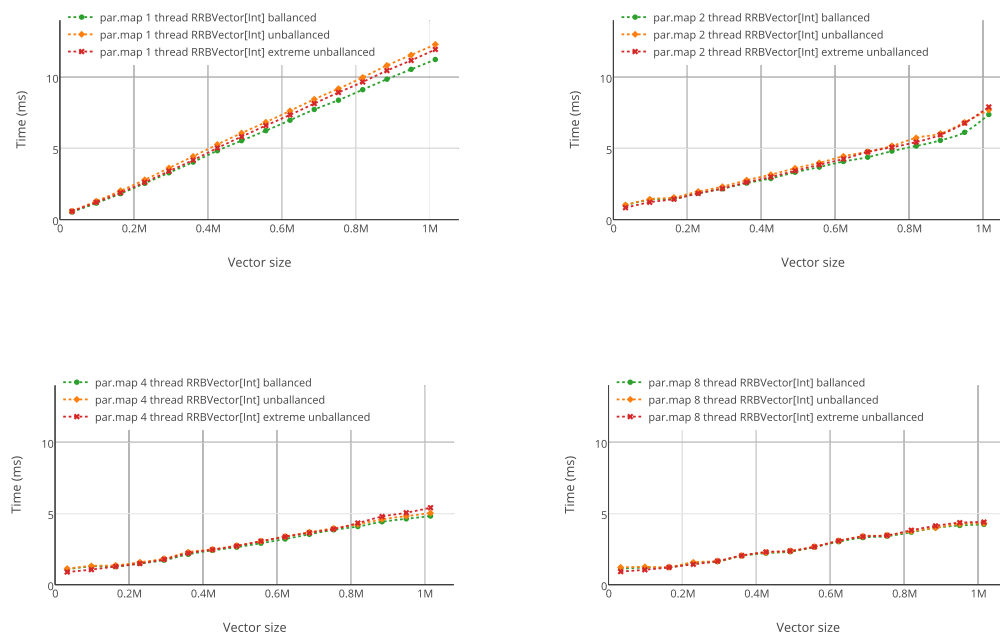 par.map 1 thread RRBVector[Int] ballanced
par.map 1 thread RRBVector[Int] unballanced
par.map 1 thread RRBVector[Int] extreme unballanced
10
5
0
Time (ms)
0 0.2M 0.4M 0.6M 0.8M 1M
Vector size
par.map 2 thread RRBVector[Int] ballanced
par.map 2 thread RRBVector[Int] unballanced
par.map 2 thread RRBVector[Int] extreme unballanced
10
5
0
Time (ms)
0 0.2M 0.4M 0.6M 0.8M 1M
Vector size
par.map 4 thread RRBVector[Int] ballanced
par.map 4 thread RRBVector[Int] unballanced
par.map 4 thread RRBVector[Int] extreme unballanced
10
5
0
Time (ms)
0 0.2M 0.4M 0.6M 0.8M 1M
Vector size
par.map 8 thread RRBVector[Int] ballanced
par.map 8 thread RRBVector[Int] unballanced
par.map 8 thread RRBVector[Int] extreme unballanced
10
5
0
Time (ms)
0 0.2M 0.4M 0.6M 0.8M 1M
Vector size